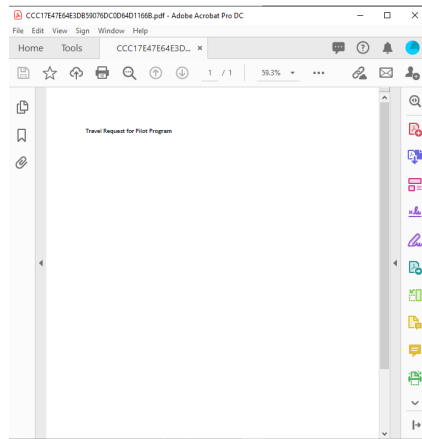 CCC17E47E64E3DB59076DC0D64D1166B.pdf - Adobe Acrobat Pro DC
File Edit View Sign Window Help
Home Tools CCC17E47E64E3D... ×
1 / 1 59.3%
Travel Request for Pilot Program